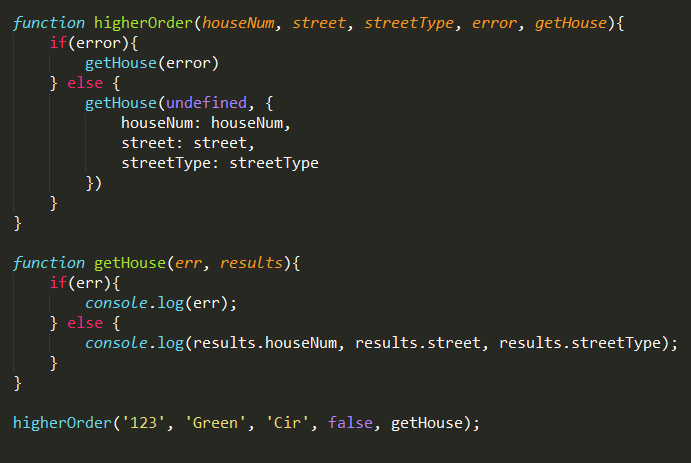 function higherOrder(houseNum, street, streetType, error, getHouse){
    if(error){
        getHouse(error)
    } else {
        getHouse(undefined, {
            houseNum: houseNum,
            street: street,
            streetType: streetType
        })
    }
}

function getHouse(err, results){
    if(err){
        console.log(err);
    } else {
        console.log(results.houseNum, results.street, results.streetType);
    }
}

higherOrder('123', 'Green', 'Cir', false, getHouse);